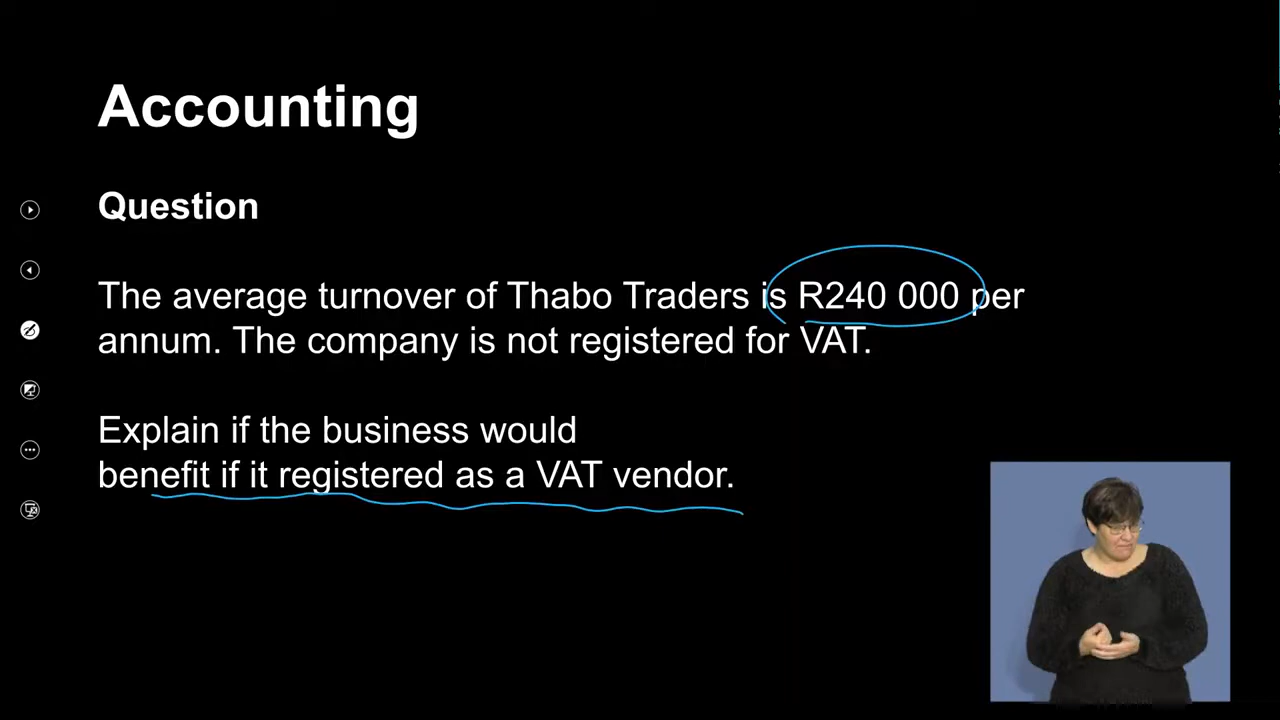 Accounting
Question
The average turnover of Thabo Traders is R240 000 per
annum. The company is not registered for VAT.
Explain if the business would
benefit if it registered as a VAT vendor.